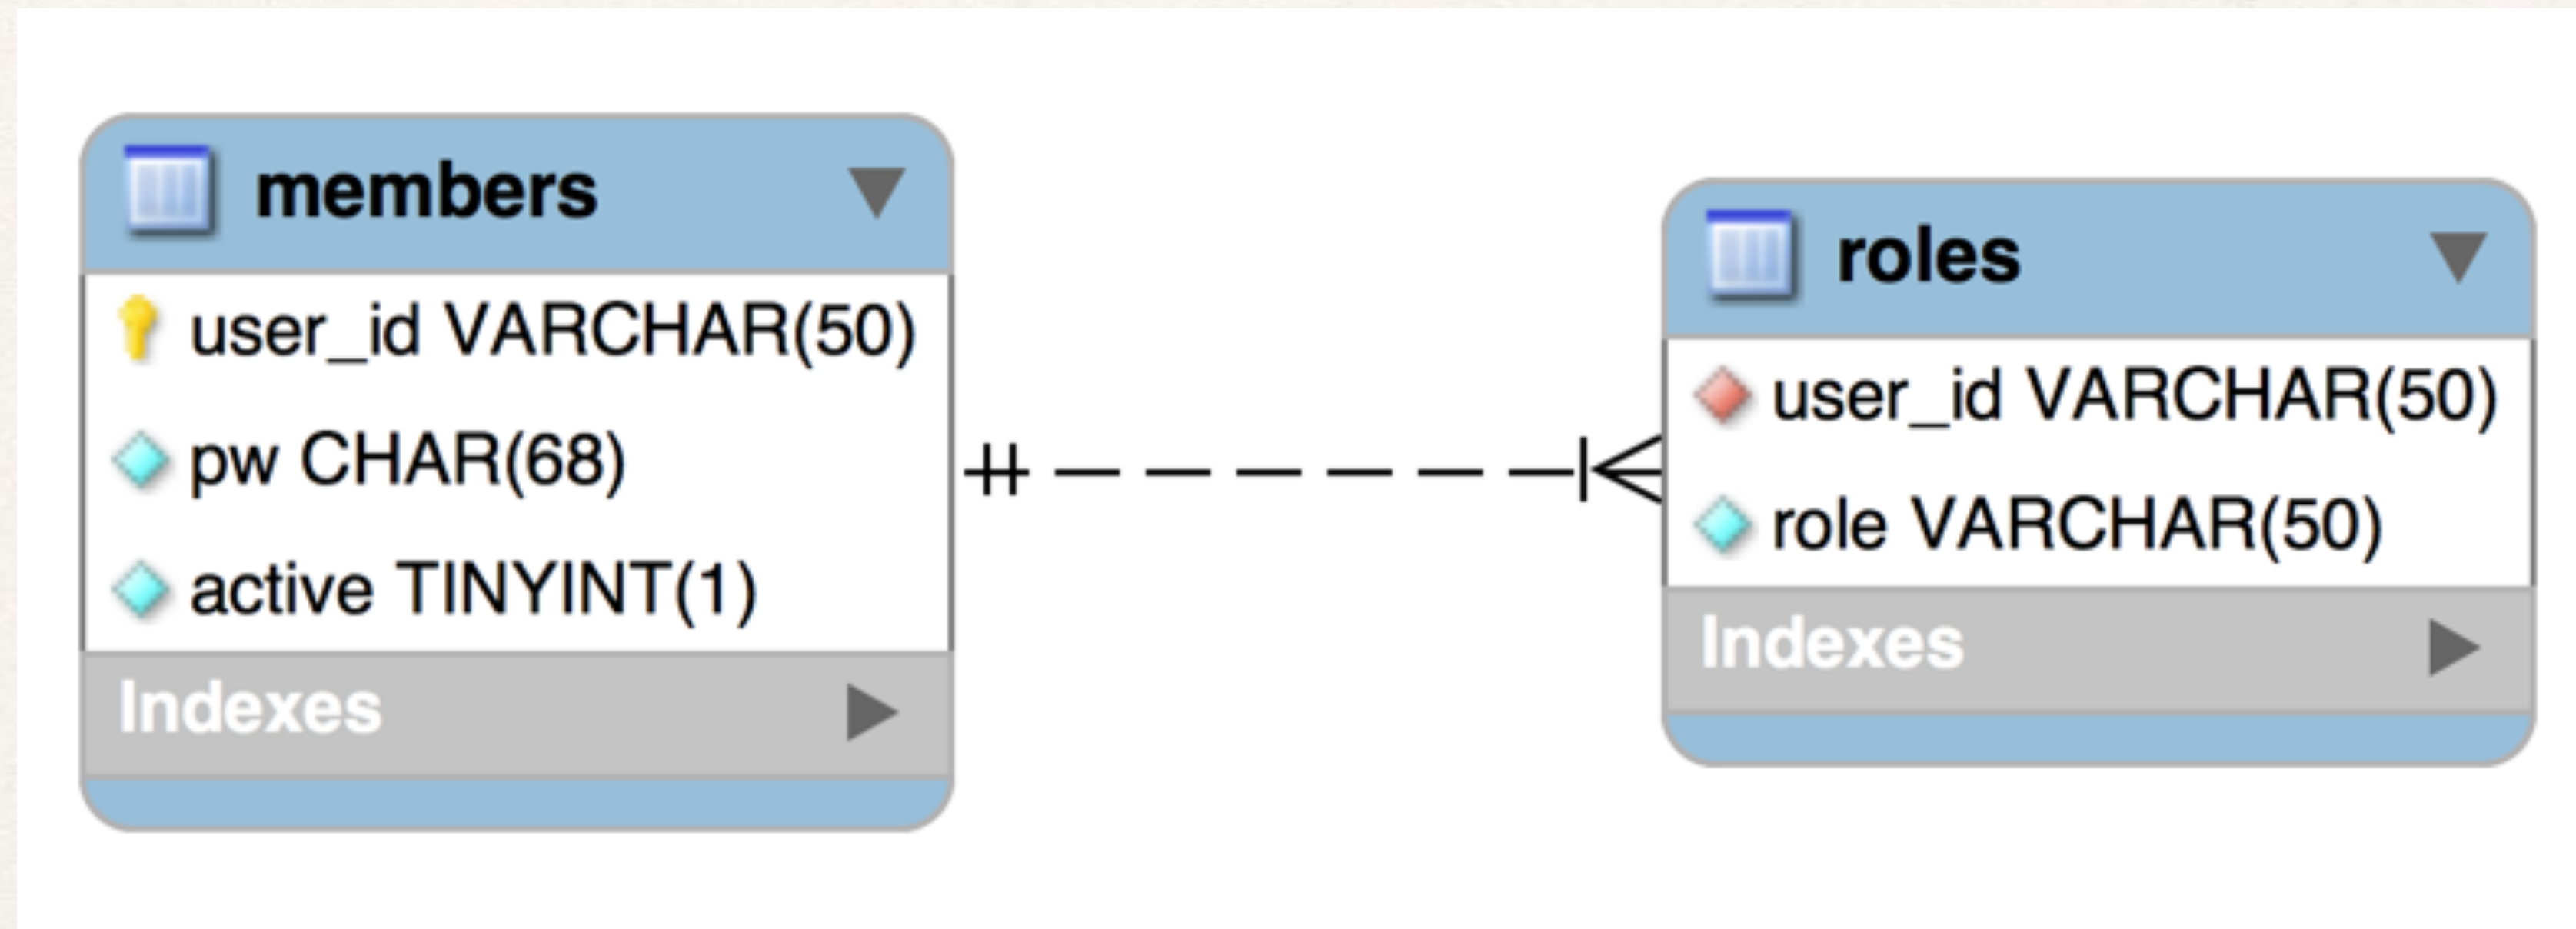 members
user_id VARCHAR(50)
pw CHAR(68)
active TINYINT(1)
Indexes
roles
user_id VARCHAR(50)
role VARCHAR(50)
Indexes